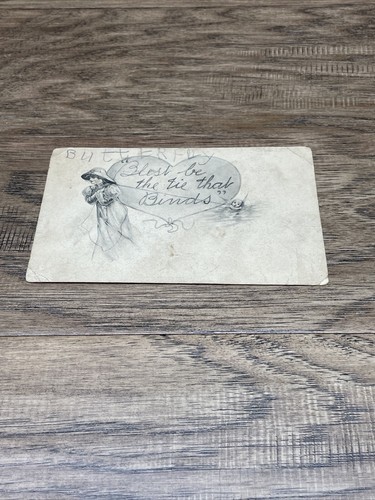 BUTTERFLY
"Blest be
the tie that
Binds"